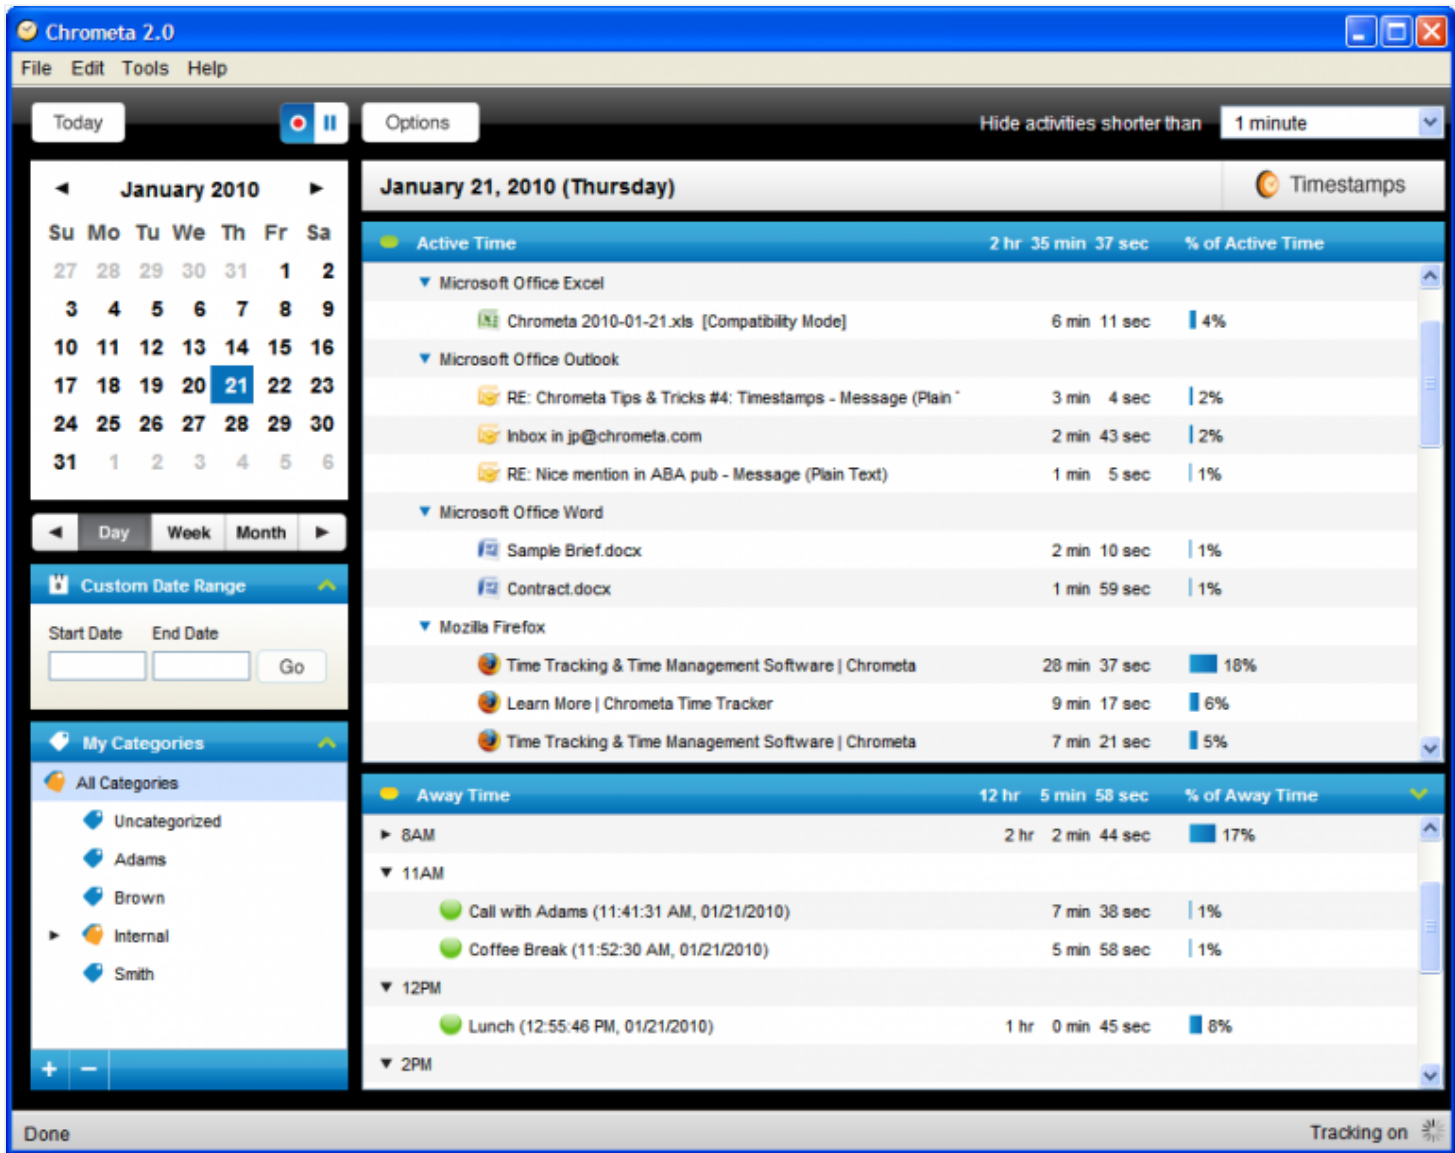 Chrometa 2.0
File Edit Tools Help
Today
Options
Hide activities shorter than 1 minute
January 2010
Su Mo Tu We Th Fr Sa
27 28 29 30 31 1 2
3 4 5 6 7 8 9
10 11 12 13 14 15 16
17 18 19 20 21 22 23
24 25 26 27 28 29 30
31 1 2 3 4 5 6
Day Week Month
Custom Date Range
Start Date End Date
Go
My Categories
All Categories
Uncategorized
Adams
Brown
Internal
Smith
+ −
January 21, 2010 (Thursday)
Timestamps
Active Time 2 hr 35 min 37 sec % of Active Time
Microsoft Office Excel
Chrometa 2010-01-21.xls [Compatibility Mode] 6 min 11 sec 4%
Microsoft Office Outlook
RE: Chrometa Tips & Tricks #4: Timestamps - Message (Plain 3 min 4 sec 2%
Inbox in jp@chrometa.com 2 min 43 sec 2%
RE: Nice mention in ABA pub - Message (Plain Text) 1 min 5 sec 1%
Microsoft Office Word
Sample Brief.docx 2 min 10 sec 1%
Contract.docx 1 min 59 sec 1%
Mozilla Firefox
Time Tracking & Time Management Software | Chrometa 28 min 37 sec 18%
Learn More | Chrometa Time Tracker 9 min 17 sec 6%
Time Tracking & Time Management Software | Chrometa 7 min 21 sec 5%
Away Time 12 hr 5 min 58 sec % of Away Time
8AM 2 hr 2 min 44 sec 17%
11AM
Call with Adams (11:41:31 AM, 01/21/2010) 7 min 38 sec 1%
Coffee Break (11:52:30 AM, 01/21/2010) 5 min 58 sec 1%
12PM
Lunch (12:55:46 PM, 01/21/2010) 1 hr 0 min 45 sec 8%
2PM
Done
Tracking on